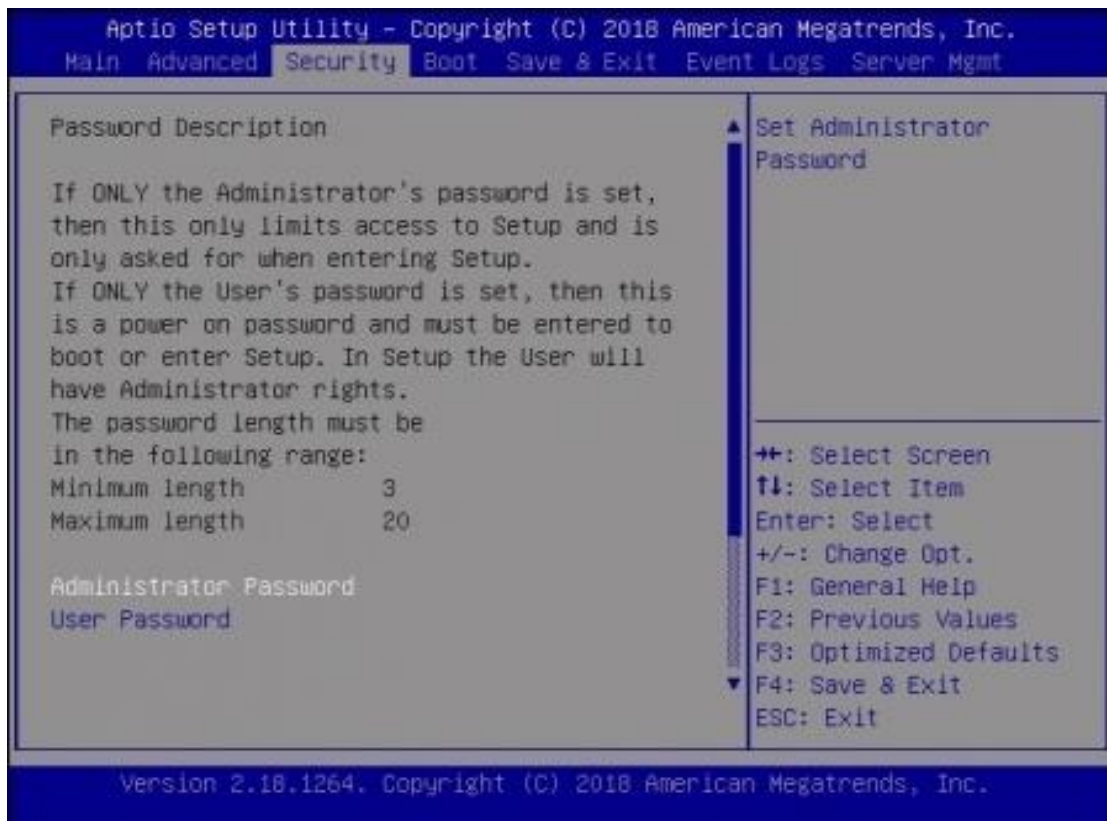 Aptio Setup Utility – Copyright (C) 2018 American Megatrends, Inc.
Main Advanced Security Boot Save & Exit Event Logs Server Mgmt
Password Description
If ONLY the Administrator's password is set,
then this only limits access to Setup and is
only asked for when entering Setup.
If ONLY the User's password is set, then this
is a power on password and must be entered to
boot or enter Setup. In Setup the User will
have Administrator rights.
The password length must be
in the following range:
Minimum length 3
Maximum length 20
Administrator Password
User Password
Set Administrator
Password
→←: Select Screen
↑↓: Select Item
Enter: Select
+/-: Change Opt.
F1: General Help
F2: Previous Values
F3: Optimized Defaults
F4: Save & Exit
ESC: Exit
Version 2.18.1264. Copyright (C) 2018 American Megatrends, Inc.